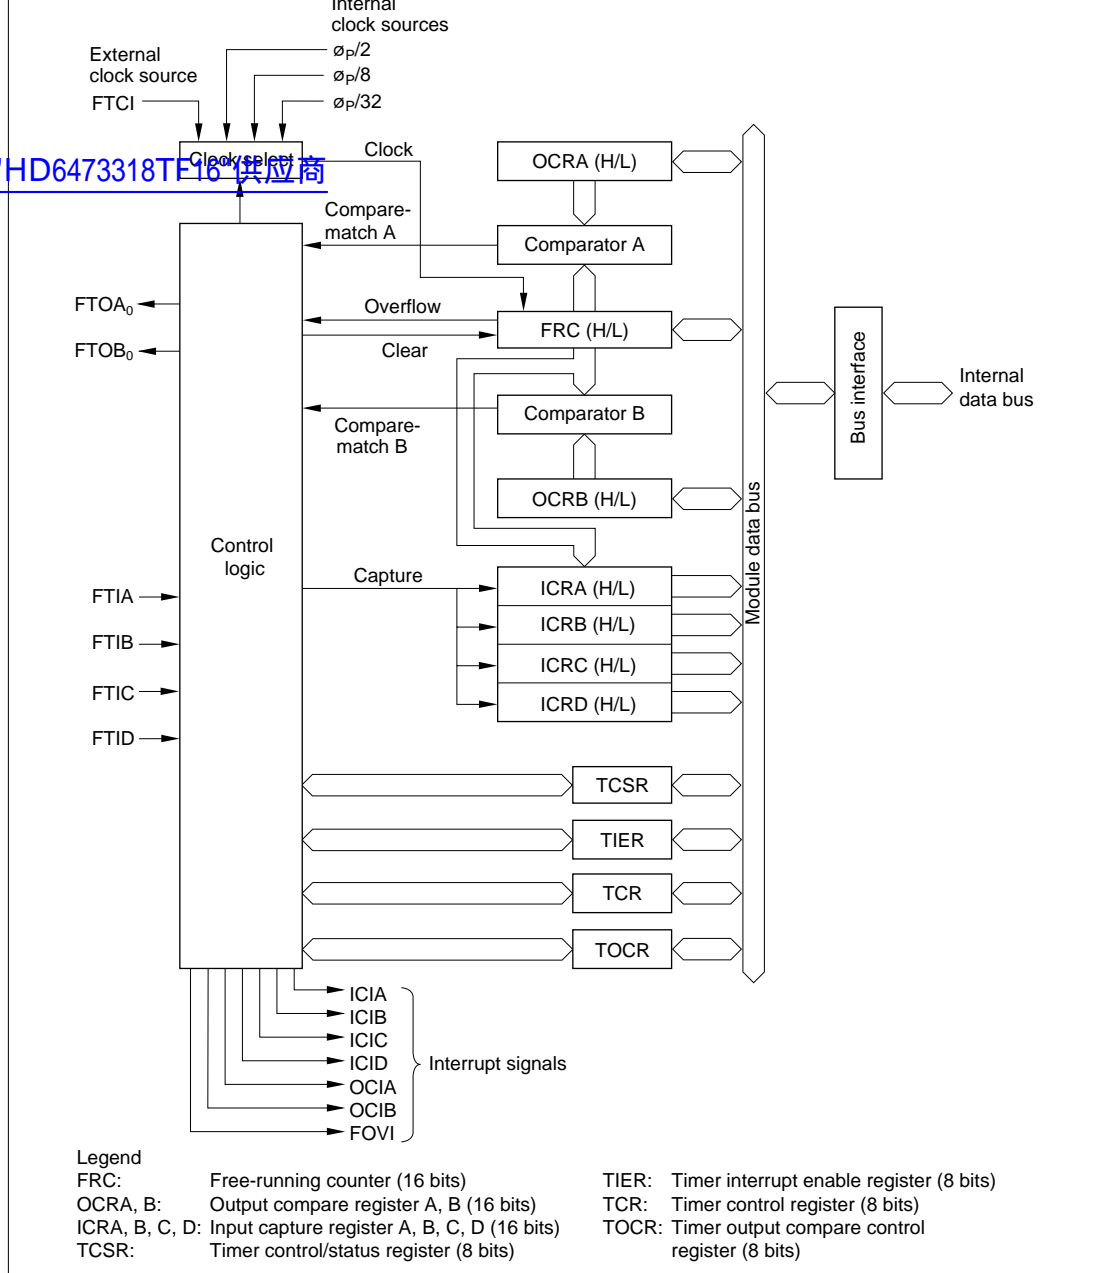 Internal
clock sources
External
clock source
øP/2
øP/8
FTCI
øP/32
Clock select
"HD6473318TF16"供应商
Clock
OCRA (H/L)
Compare-
match A
Comparator A
FTOA0
Overflow
FRC (H/L)
FTOB0
Clear
Internal
data bus
Bus interface
Compare-
match B
Comparator B
OCRB (H/L)
Module data bus
Control
logic
Capture
FTIA
ICRA (H/L)
FTIB
ICRB (H/L)
FTIC
ICRC (H/L)
FTID
ICRD (H/L)
TCSR
TIER
TCR
TOCR
ICIA
ICIB
ICIC
ICID
OCIA
OCIB
FOVI
Interrupt signals
Legend
FRC: Free-running counter (16 bits)
OCRA, B: Output compare register A, B (16 bits)
ICRA, B, C, D: Input capture register A, B, C, D (16 bits)
TCSR: Timer control/status register (8 bits)
TIER: Timer interrupt enable register (8 bits)
TCR: Timer control register (8 bits)
TOCR: Timer output compare control
register (8 bits)